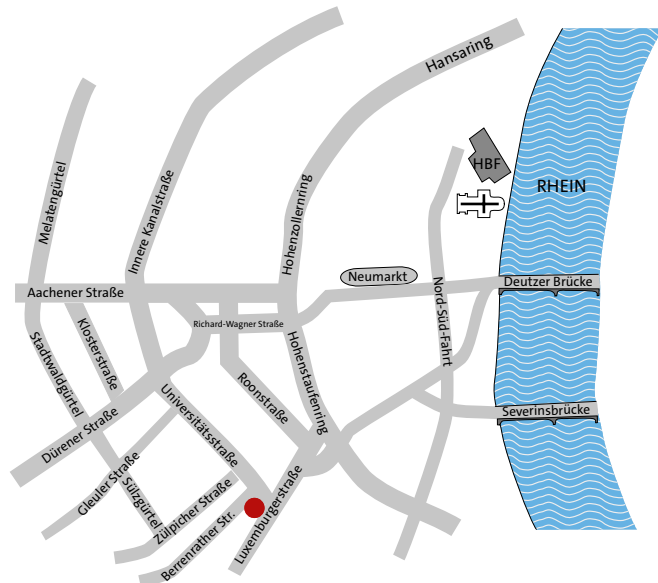 Hansaring
HBF
RHEIN
Melatengürtel
Innere Kanalstraße
Hohenzollernring
Neumarkt
Deutzer Brücke
Aachener Straße
Nord-Süd-Fahrt
Richard-Wagner Straße
Klosterstraße
Stadtwaldgürtel
Hohenstaufenring
Roonstraße
Universitätsstraße
Severinsbrücke
Dürener Straße
Gleuler Straße
Sülzgürtel
Zülpicher Straße
Luxemburgerstraße
Berrenrather Str.